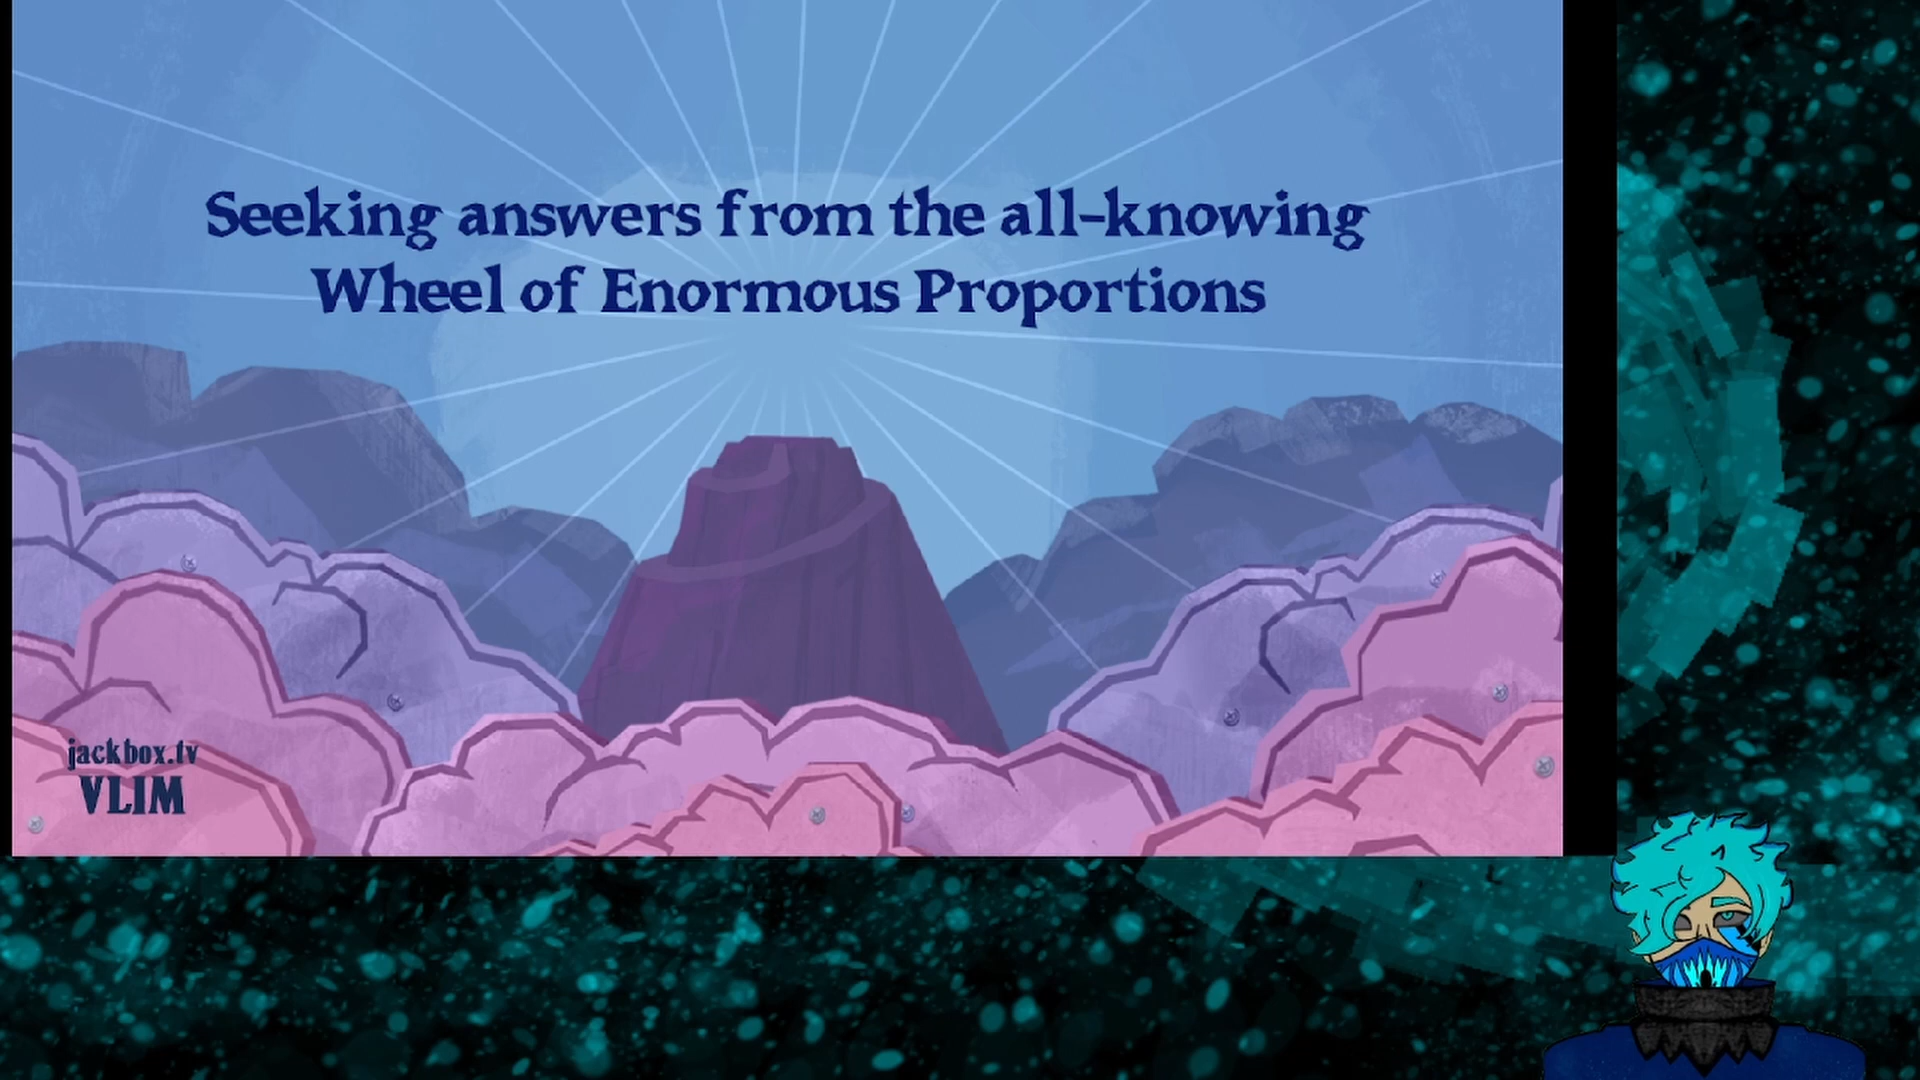 Seeking answers from the all-knowing
Wheel of Enormous Proportions
jackbox.tv
VLIM